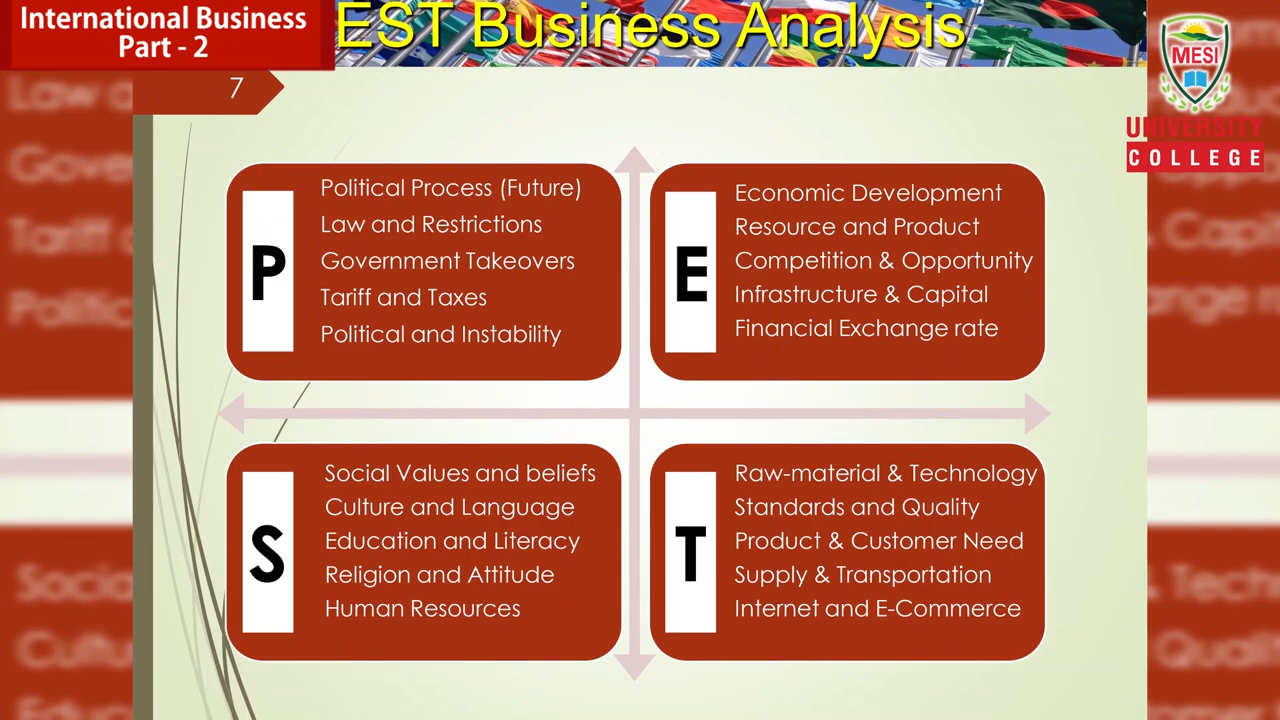 International Business
Part - 2
EST Business Analysis
MESI
UNIVERSITY
COLLEGE
7
P
Political Process (Future)
Law and Restrictions
Government Takeovers
Tariff and Taxes
Political and Instability
E
Economic Development
Resource and Product
Competition & Opportunity
Infrastructure & Capital
Financial Exchange rate
S
Social Values and beliefs
Culture and Language
Education and Literacy
Religion and Attitude
Human Resources
T
Raw-material & Technology
Standards and Quality
Product & Customer Need
Supply & Transportation
Internet and E-Commerce